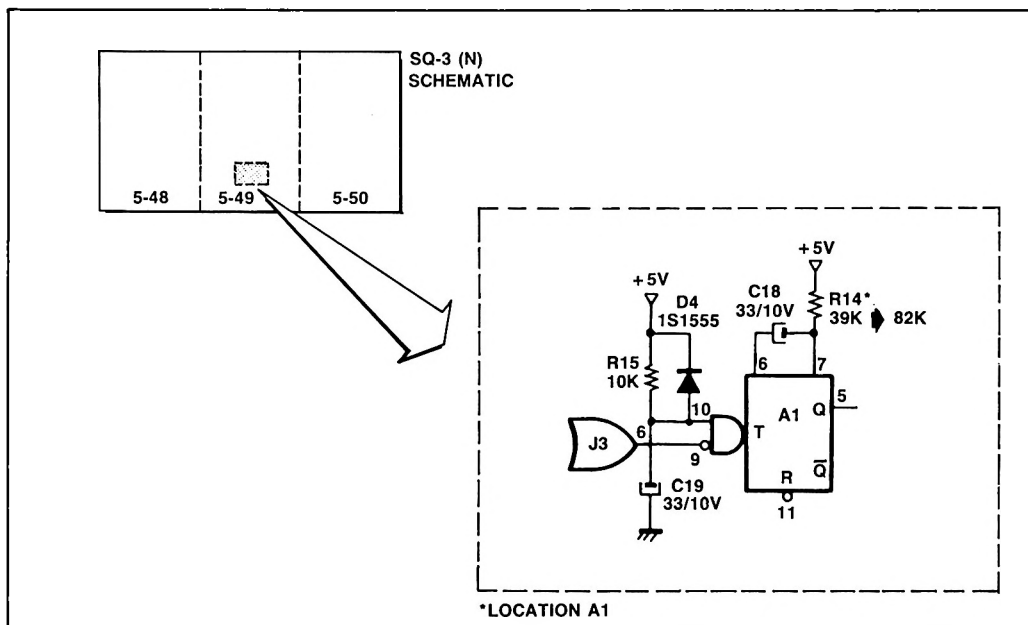 SQ-3 (N)
SCHEMATIC
5-48
5-49
5-50
+5V
+5V
D4
1S1555
C18
33/10V
R14*
39K 82K
R15
10K
6
7
10
A1
Q
5
T
J3
6
9
Q̅
R
11
C19
33/10V
*LOCATION A1